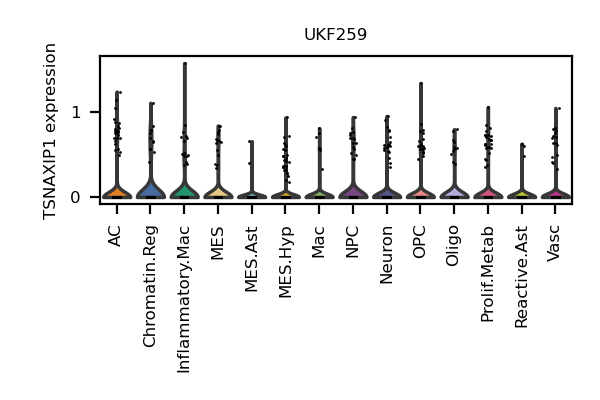 UKF259
TSNAXIP1 expression
1
0
AC
Chromatin.Reg
Inflammatory.Mac
MES
MES.Ast
MES.Hyp
Mac
NPC
Neuron
OPC
Oligo
Prolif.Metab
Reactive.Ast
Vasc